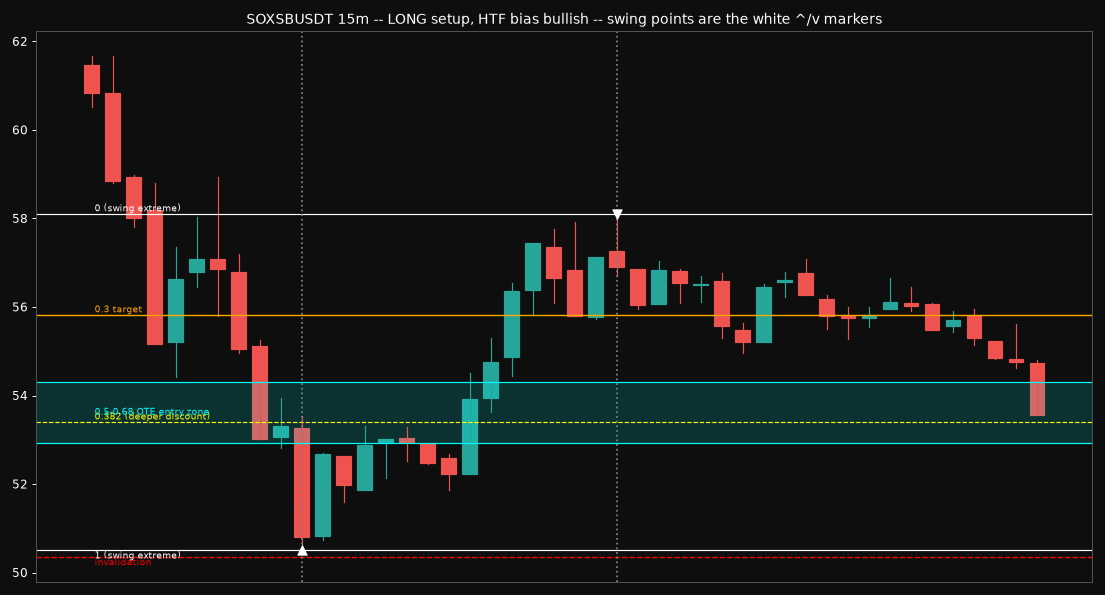 SOXSBUSDT 15m -- LONG setup, HTF bias bullish -- swing points are the white ^/v markers
62
60
0 (swing extreme)
58
0.3 target
56
54
0.5-0.68 OTE entry zone
0.382 (deeper discount)
52
1 (swing extreme)
invalidation
50